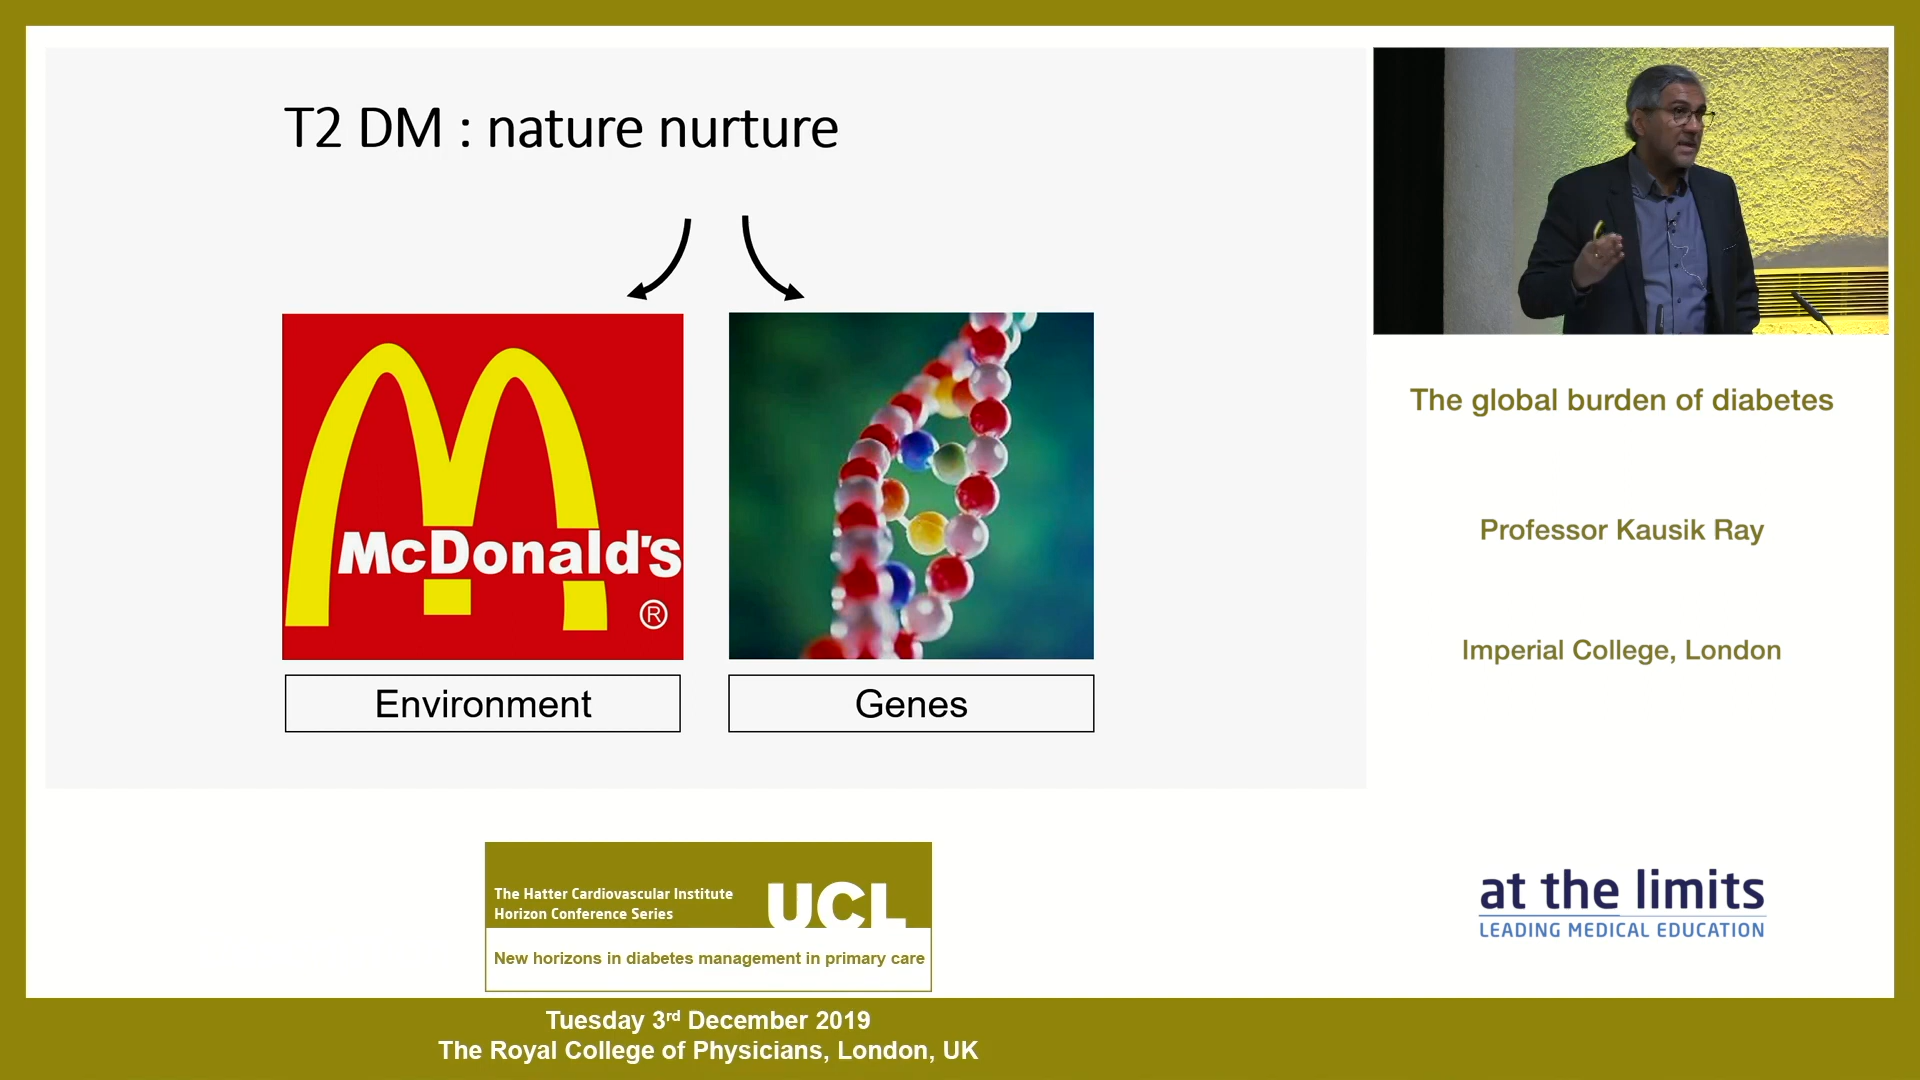 T2 DM : nature nurture
McDonald's
®
Environment
Genes
The global burden of diabetes
Professor Kausik Ray
Imperial College, London
The Hatter Cardiovascular Institute
Horizon Conference Series
UCL
New horizons in diabetes management in primary care
at the limits
LEADING MEDICAL EDUCATION
Tuesday 3rd December 2019
The Royal College of Physicians, London, UK